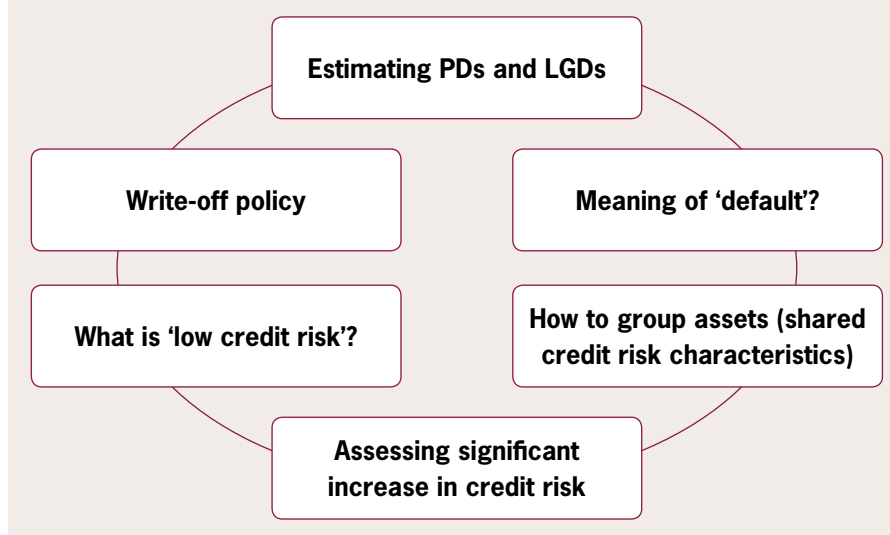 Estimating PDs and LGDs
Write-off policy
Meaning of ‘default’?
What is ‘low credit risk’?
How to group assets (shared
credit risk characteristics)
Assessing significant
increase in credit risk